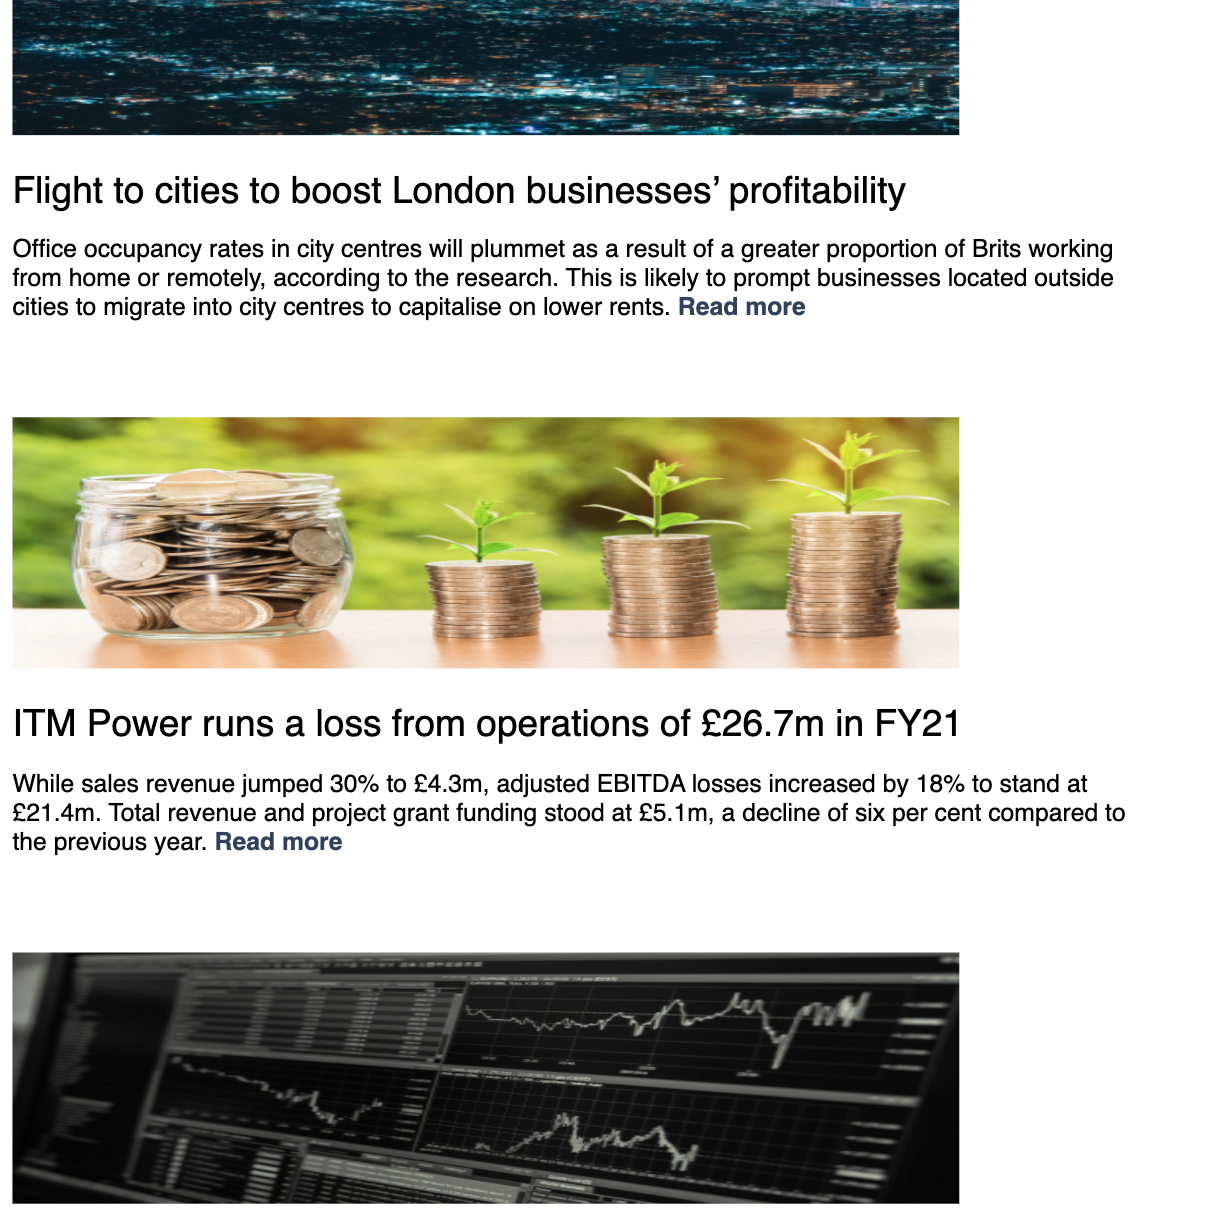 Flight to cities to boost London businesses’ profitability
Office occupancy rates in city centres will plummet as a result of a greater proportion of Brits working
from home or remotely, according to the research. This is likely to prompt businesses located outside
cities to migrate into city centres to capitalise on lower rents. Read more
ITM Power runs a loss from operations of £26.7m in FY21
While sales revenue jumped 30% to £4.3m, adjusted EBITDA losses increased by 18% to stand at
£21.4m. Total revenue and project grant funding stood at £5.1m, a decline of six per cent compared to
the previous year. Read more